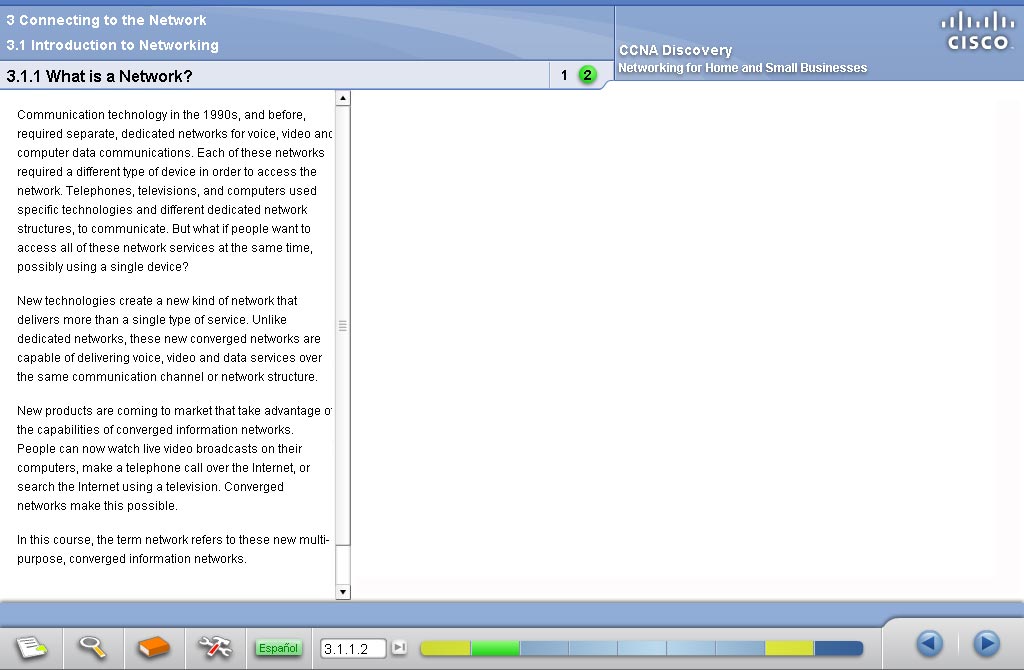 3 Connecting to the Network
3.1 Introduction to Networking
CISCO
CCNA Discovery
Networking for Home and Small Businesses
3.1.1 What is a Network?
1 2
Communication technology in the 1990s, and before,
required separate, dedicated networks for voice, video and
computer data communications. Each of these networks
required a different type of device in order to access the
network. Telephones, televisions, and computers used
specific technologies and different dedicated network
structures, to communicate. But what if people want to
access all of these network services at the same time,
possibly using a single device?
New technologies create a new kind of network that
delivers more than a single type of service. Unlike
dedicated networks, these new converged networks are
capable of delivering voice, video and data services over
the same communication channel or network structure.
New products are coming to market that take advantage of
the capabilities of converged information networks.
People can now watch live video broadcasts on their
computers, make a telephone call over the Internet, or
search the Internet using a television. Converged
networks make this possible.
In this course, the term network refers to these new multi-
purpose, converged information networks.
Español
3.1.1.2